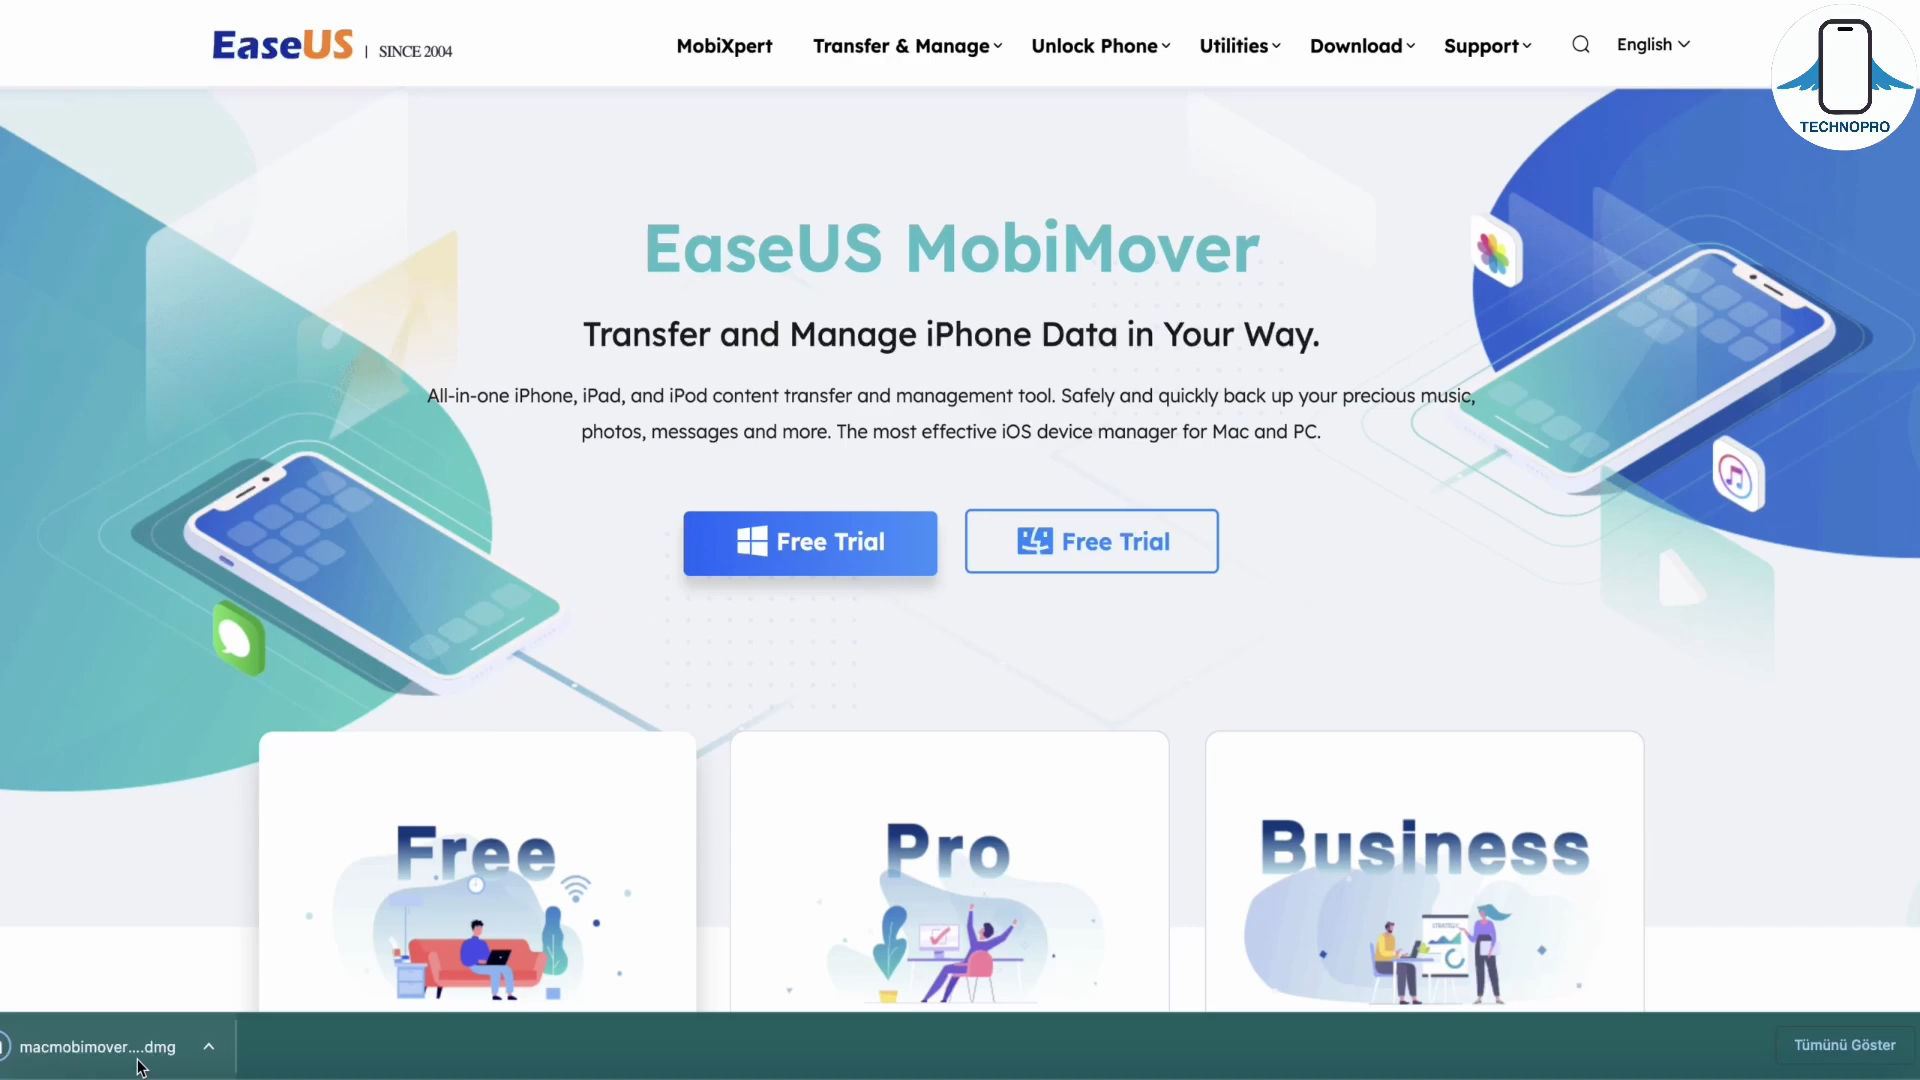 EaseUS | SINCE 2004
MobiXpert
Transfer & Manage
Unlock Phone
Utilities
Download
Support
English
TECHNOPRO
EaseUS MobiMover
Transfer and Manage iPhone Data in Your Way.
All-in-one iPhone, iPad, and iPod content transfer and management tool. Safely and quickly back up your precious music,
photos, messages and more. The most effective iOS device manager for Mac and PC.
Free Trial
Free Trial
Free
Pro
Business
macmobimover....dmg
Tümünü Göster